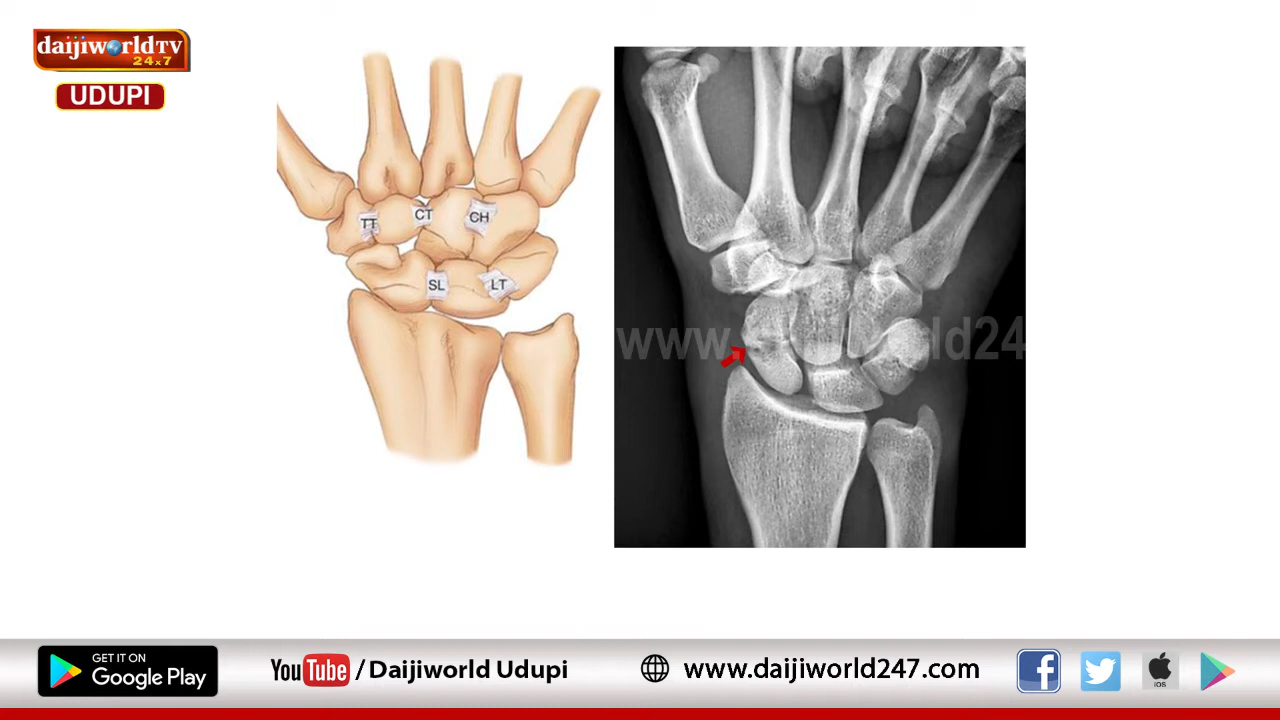 daijiworldTV
24x7
UDUPI
TT
CT
CH
SL
LT
GET IT ON
Google Play
YouTube / Daijiworld Udupi
www.daijiworld247.com
iOS